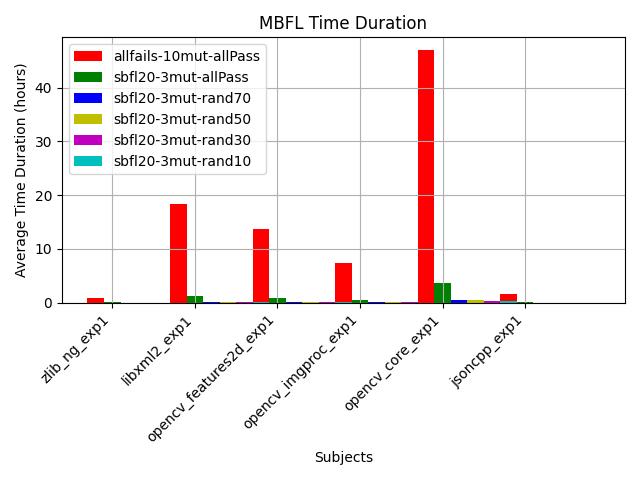 MBFL Time Duration
Average Time Duration (hours)
40
30
20
10
0
allfails-10mut-allPass
sbfl20-3mut-allPass
sbfl20-3mut-rand70
sbfl20-3mut-rand50
sbfl20-3mut-rand30
sbfl20-3mut-rand10
zlib_ng_exp1
libxml2_exp1
opencv_features2d_exp1
opencv_imgproc_exp1
opencv_core_exp1
jsoncpp_exp1
Subjects